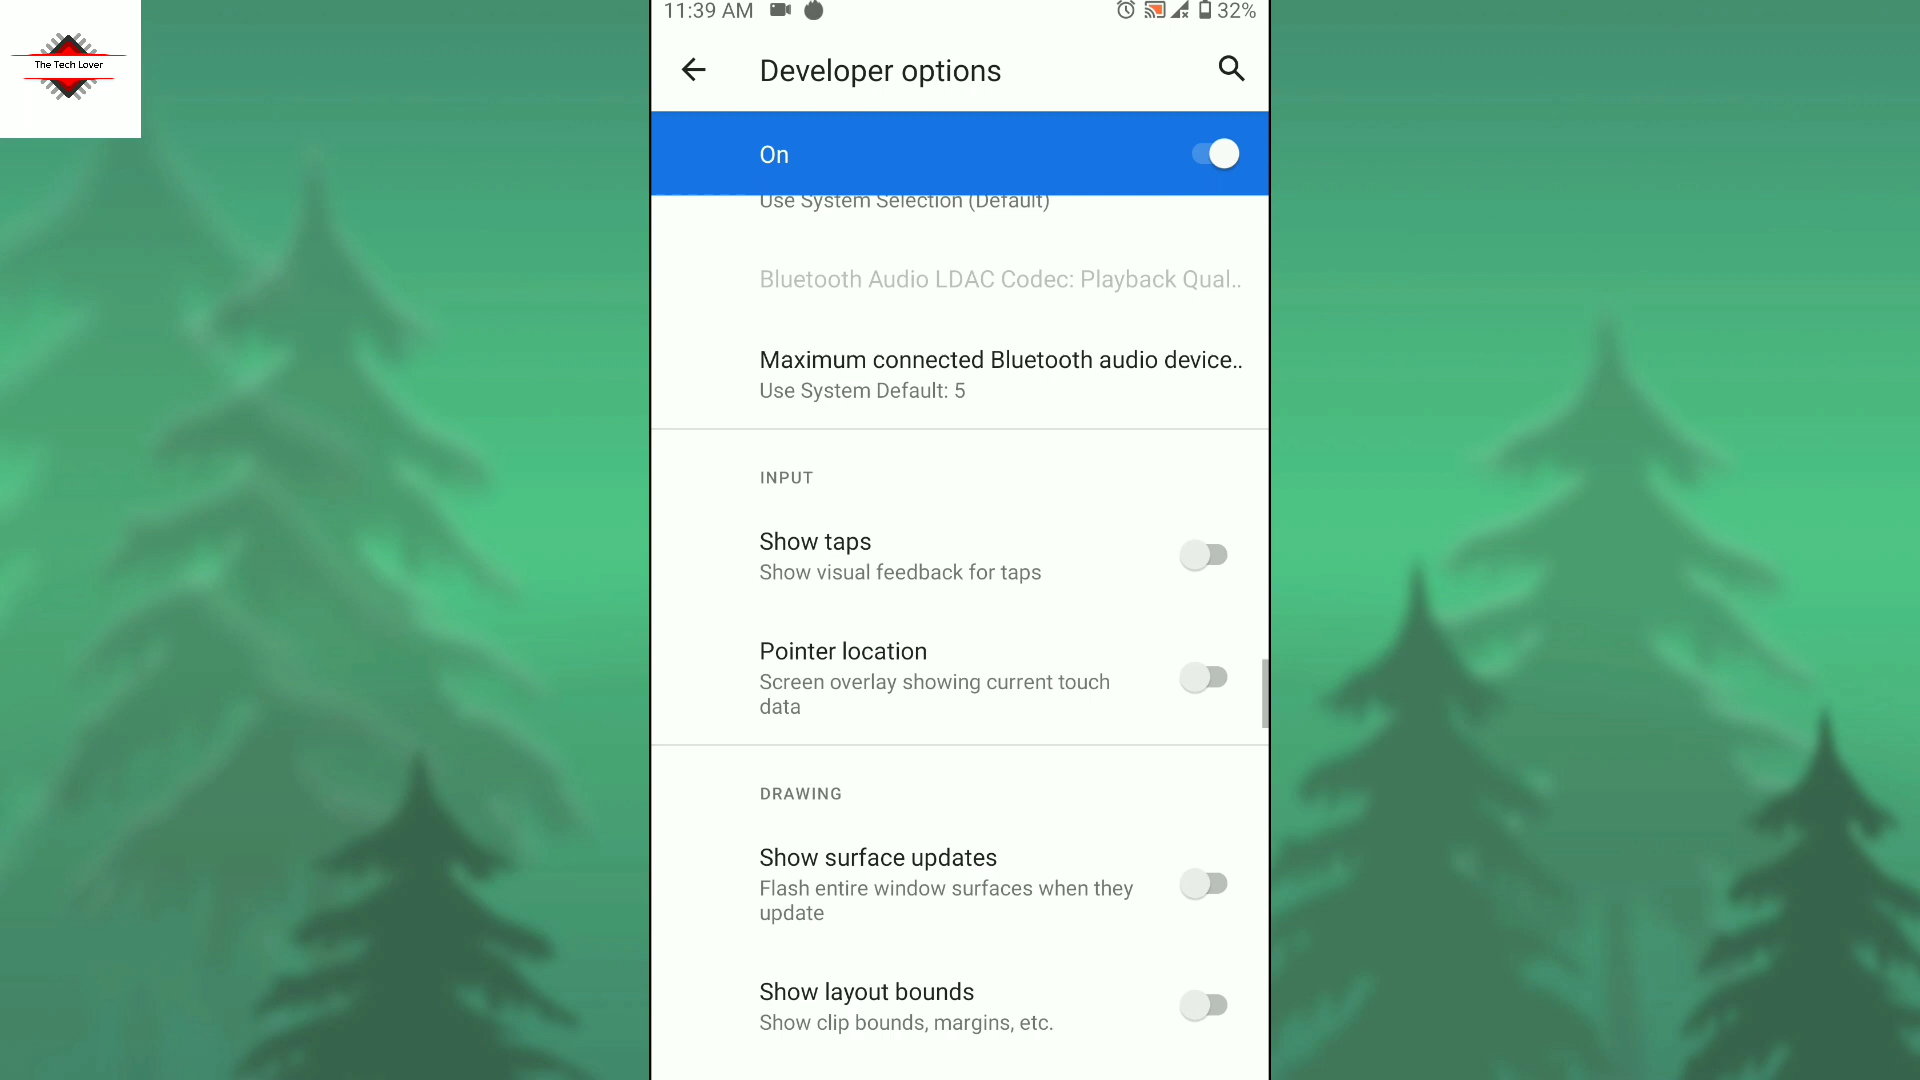 The Tech Lover
11:39 AM
32%
Developer options
On
Use System Selection (Default)
Bluetooth Audio LDAC Codec: Playback Qual..
Maximum connected Bluetooth audio device..
Use System Default: 5
INPUT
Show taps
Show visual feedback for taps
Pointer location
Screen overlay showing current touch
data
DRAWING
Show surface updates
Flash entire window surfaces when they
update
Show layout bounds
Show clip bounds, margins, etc.